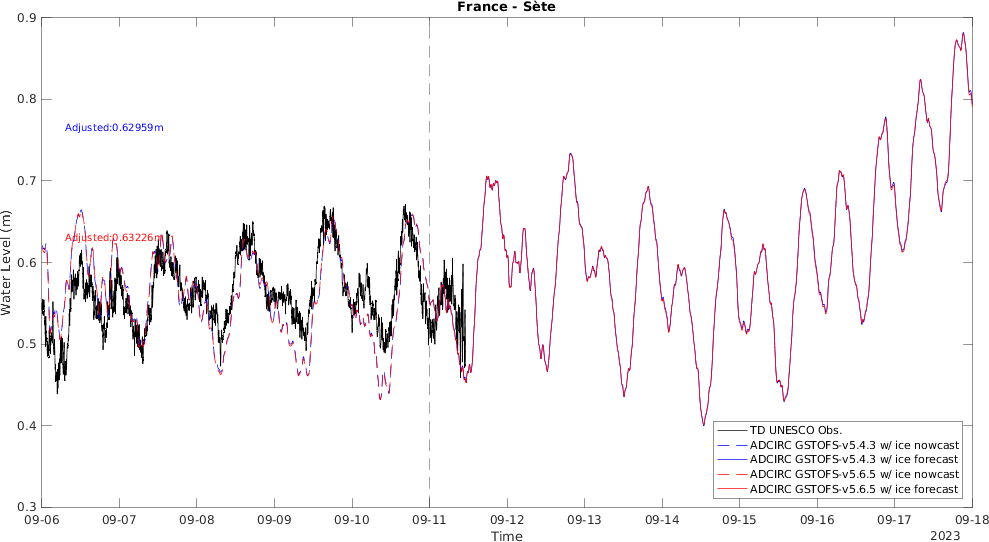 France - Sète
0.9
0.8
0.7
0.6
0.5
0.4
0.3
Water Level (m)
Adjusted:0.62959m
Adjusted:0.63226m
TD UNESCO Obs.
ADCIRC GSTOFS-v5.4.3 w/ ice nowcast
ADCIRC GSTOFS-v5.4.3 w/ ice forecast
ADCIRC GSTOFS-v5.6.5 w/ ice nowcast
ADCIRC GSTOFS-v5.6.5 w/ ice forecast
09-06 09-07 09-08 09-09 09-10 09-11 09-12 09-13 09-14 09-15 09-16 09-17 09-18
Time
2023